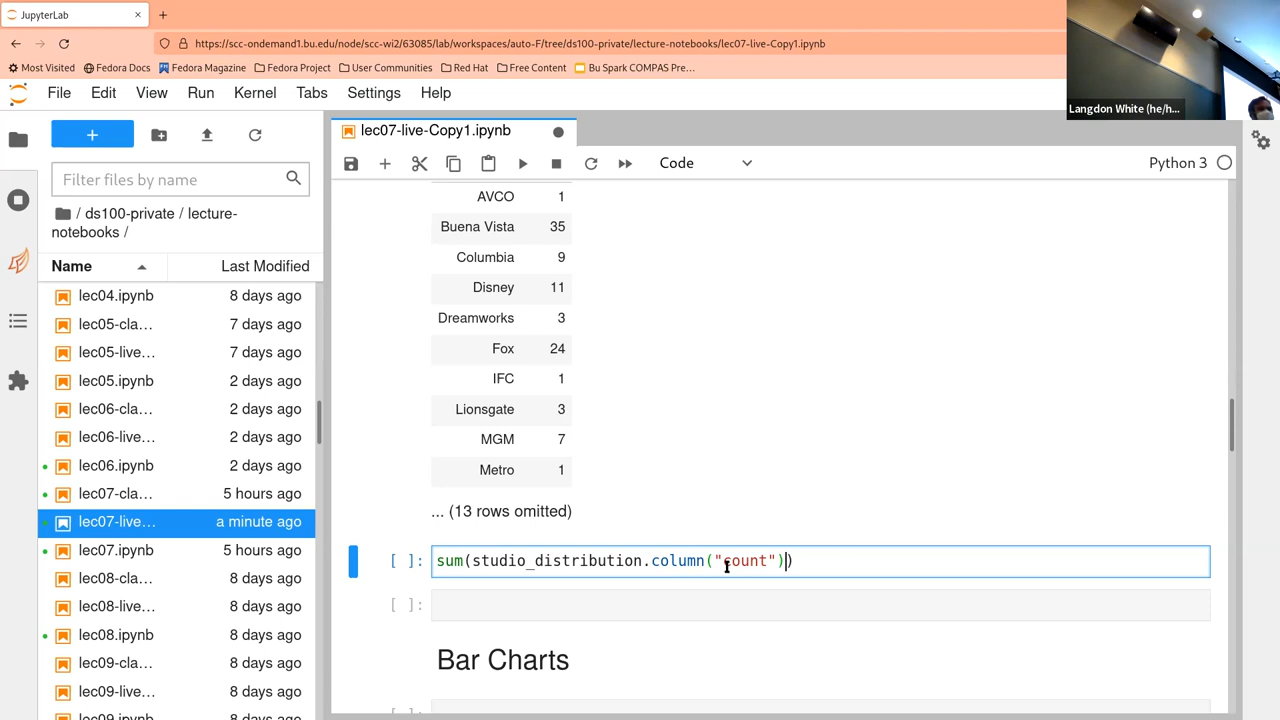 JupyterLab
https://scc-ondemand1.bu.edu/node/scc-wi2/63085/lab/workspaces/auto-F/tree/ds100-private/lecture-notebooks/lec07-live-Copy1.ipynb
Most Visited Fedora Docs Fedora Magazine Fedora Project User Communities Red Hat Free Content Bu Spark COMPAS Pre…
Langdon White (he/h...
File Edit View Run Kernel Tabs Settings Help
lec07-live-Copy1.ipynb
Code
Python 3
Filter files by name
/ ds100-private / lecture-
notebooks /
Name Last Modified
lec04.ipynb 8 days ago
lec05-cla… 7 days ago
lec05-live… 7 days ago
lec05.ipynb 2 days ago
lec06-cla… 2 days ago
lec06-live… 2 days ago
lec06.ipynb 2 days ago
lec07-cla… 5 hours ago
lec07-live… a minute ago
lec07.ipynb 5 hours ago
lec08-cla… 8 days ago
lec08-live… 8 days ago
lec08.ipynb 8 days ago
lec09-cla… 8 days ago
lec09-live… 8 days ago
lec09.ipynb 8 days ago
AVCO 1
Buena Vista 35
Columbia 9
Disney 11
Dreamworks 3
Fox 24
IFC 1
Lionsgate 3
MGM 7
Metro 1
... (13 rows omitted)
[ ]: sum(studio_distribution.column("count"))
[ ]:
Bar Charts
[ ]: